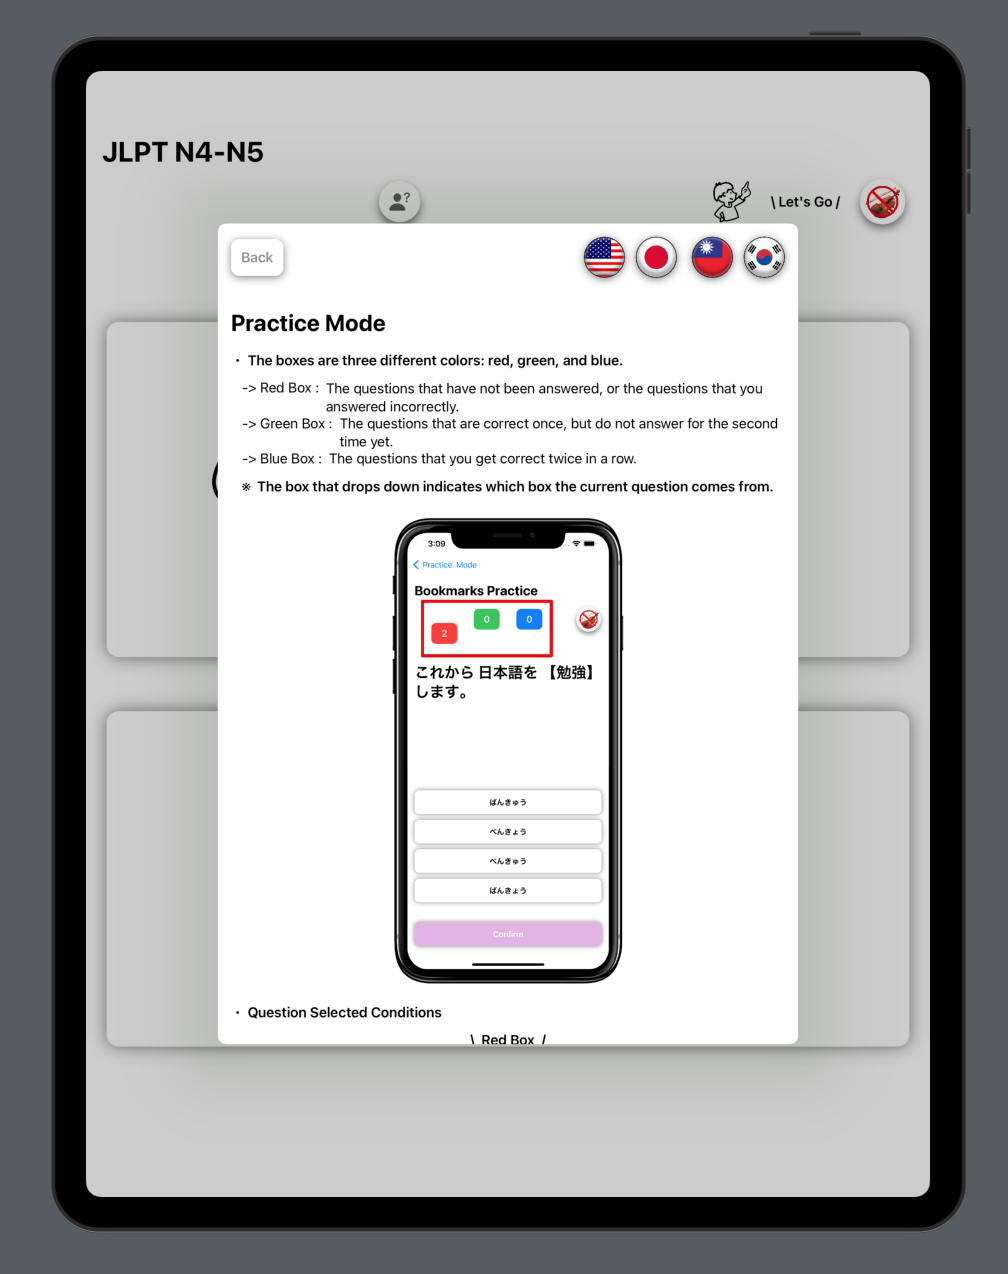 JLPT N4-N5
\ Let's Go /
Back
Practice Mode
・ The boxes are three different colors: red, green, and blue.
-> Red Box : The questions that have not been answered, or the questions that you
answered incorrectly.
-> Green Box : The questions that are correct once, but do not answer for the second
time yet.
-> Blue Box : The questions that you get correct twice in a row.
※ The box that drops down indicates which box the current question comes from.
3:09
Practice Mode
Bookmarks Practice
2 0 0
これから 日本語を 【勉強】
します。
ばんきゅう
べんきょう
べんきゅう
ばんきょう
Confirm
・ Question Selected Conditions
\ Red Box /